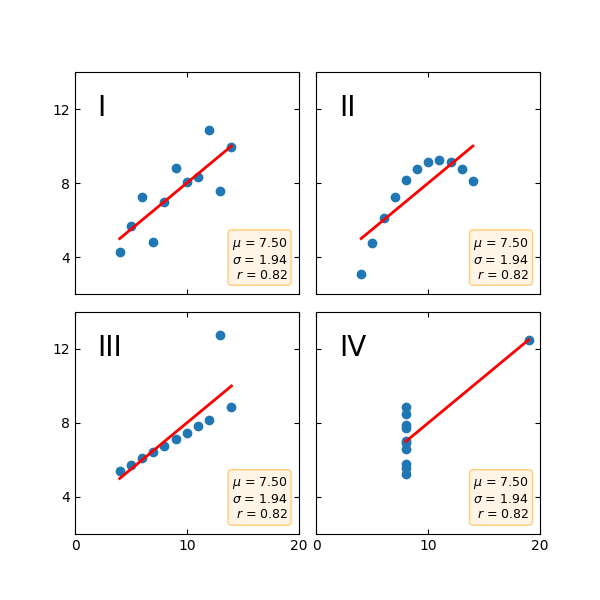 I
II
12
8
4
μ = 7.50
σ = 1.94
r = 0.82
μ = 7.50
σ = 1.94
r = 0.82
III
IV
12
8
4
μ = 7.50
σ = 1.94
r = 0.82
μ = 7.50
σ = 1.94
r = 0.82
0 10 20 0 10 20